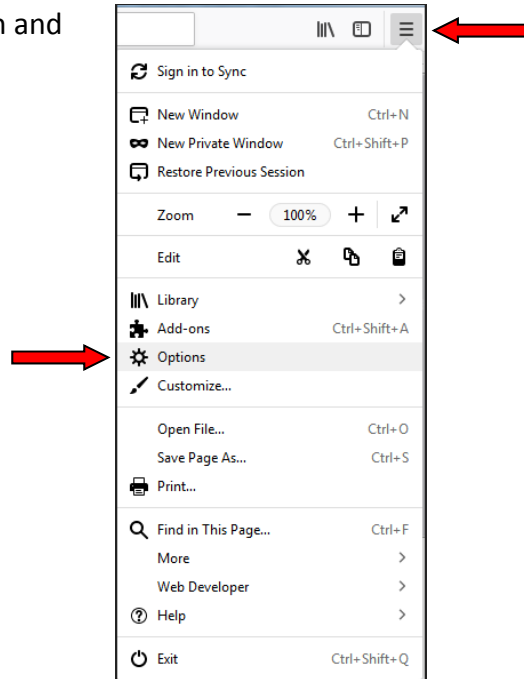 and
Sign in to Sync
New Window Ctrl+N
New Private Window Ctrl+Shift+P
Restore Previous Session
Zoom − 100% +
Edit
Library >
Add-ons Ctrl+Shift+A
Options
Customize...
Open File... Ctrl+O
Save Page As... Ctrl+S
Print...
Find in This Page... Ctrl+F
More >
Web Developer >
Help >
Exit Ctrl+Shift+Q